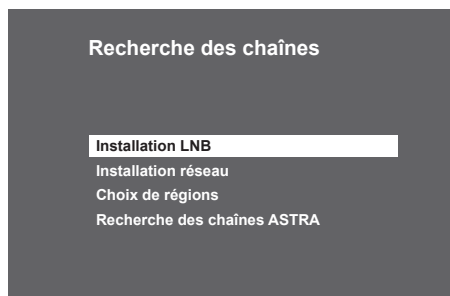 Recherche des chaînes
Installation LNB
Installation réseau
Choix de régions
Recherche des chaînes ASTRA